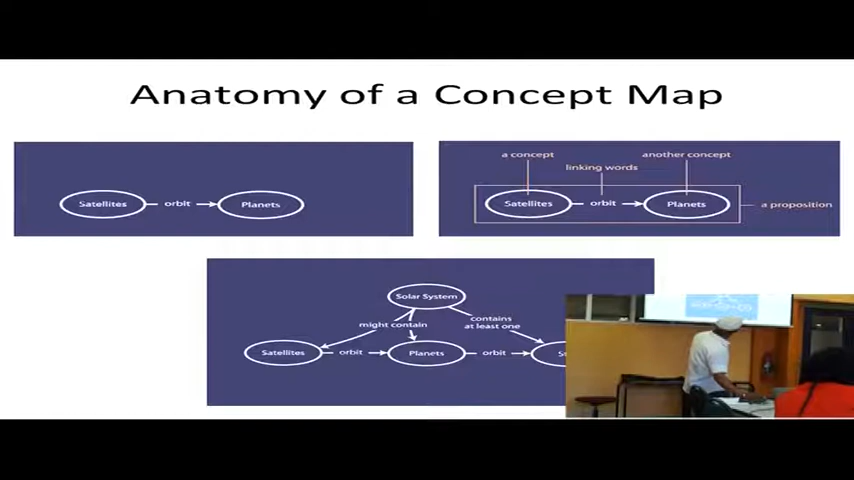 Anatomy of a Concept Map
Satellites orbit Planets
a concept another concept
linking words
Satellites orbit Planets a proposition
Solar System
might contain contains
at least one
Satellites orbit Planets orbit